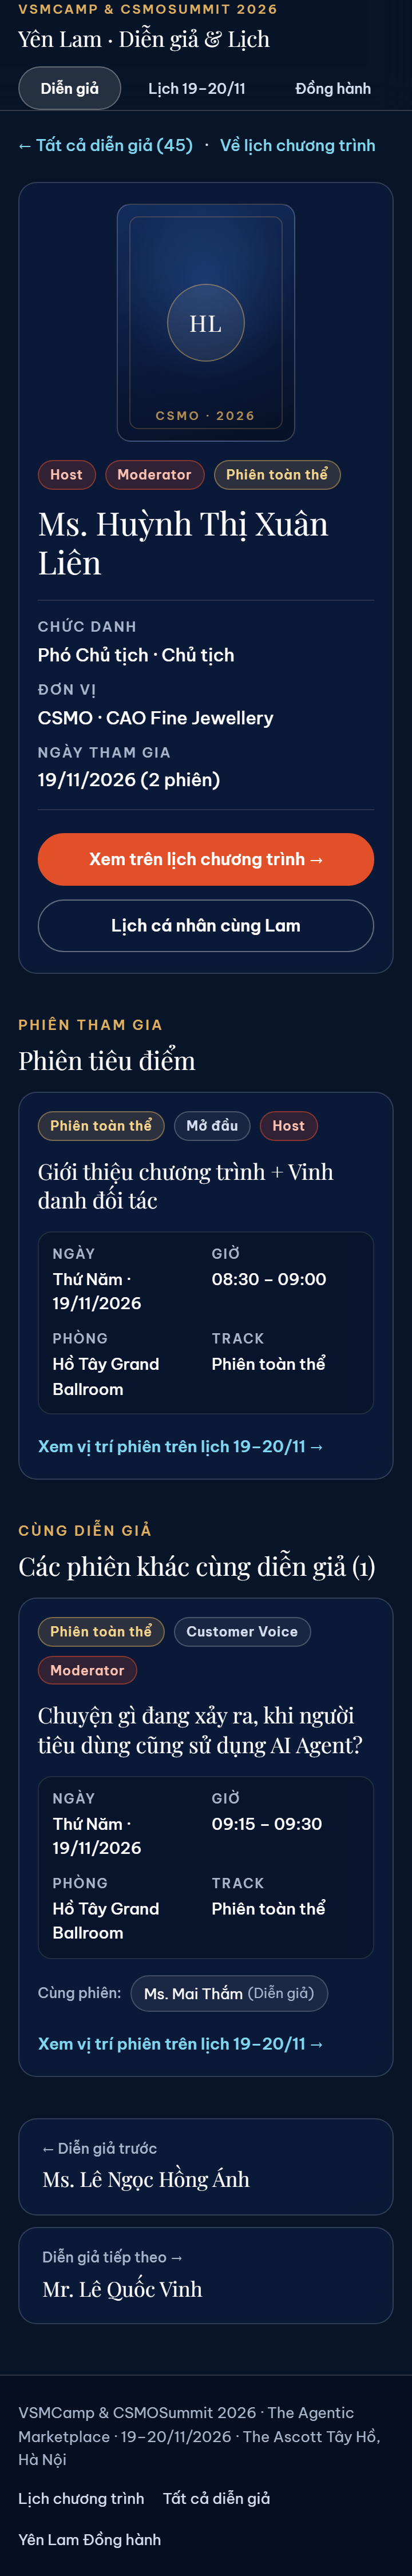 VSMCAMP & CSMOSUMMIT 2026
Yên Lam · Diễn giả & Lịch
Diễn giả Lịch 19–20/11 Đồng hành
← Tất cả diễn giả (45) · Về lịch chương trình
HL
CSMO · 2026
Host Moderator Phiên toàn thể
Ms. Huỳnh Thị Xuân
Liên
CHỨC DANH
Phó Chủ tịch · Chủ tịch
ĐƠN VỊ
CSMO · CAO Fine Jewellery
NGÀY THAM GIA
19/11/2026 (2 phiên)
Xem trên lịch chương trình →
Lịch cá nhân cùng Lam
PHIÊN THAM GIA
Phiên tiêu điểm
Phiên toàn thể Mở đầu Host
Giới thiệu chương trình + Vinh
danh đối tác
NGÀY GIỜ
Thứ Năm · 08:30 – 09:00
19/11/2026
PHÒNG TRACK
Hồ Tây Grand Phiên toàn thể
Ballroom
Xem vị trí phiên trên lịch 19–20/11 →
CÙNG DIỄN GIẢ
Các phiên khác cùng diễn giả (1)
Phiên toàn thể Customer Voice
Moderator
Chuyện gì đang xảy ra, khi người
tiêu dùng cũng sử dụng AI Agent?
NGÀY GIỜ
Thứ Năm · 09:15 – 09:30
19/11/2026
PHÒNG TRACK
Hồ Tây Grand Phiên toàn thể
Ballroom
Cùng phiên: Ms. Mai Thắm (Diễn giả)
Xem vị trí phiên trên lịch 19–20/11 →
← Diễn giả trước
Ms. Lê Ngọc Hồng Ánh
Diễn giả tiếp theo →
Mr. Lê Quốc Vinh
VSMCamp & CSMOSummit 2026 · The Agentic
Marketplace · 19–20/11/2026 · The Ascott Tây Hồ,
Hà Nội
Lịch chương trình Tất cả diễn giả
Yên Lam Đồng hành